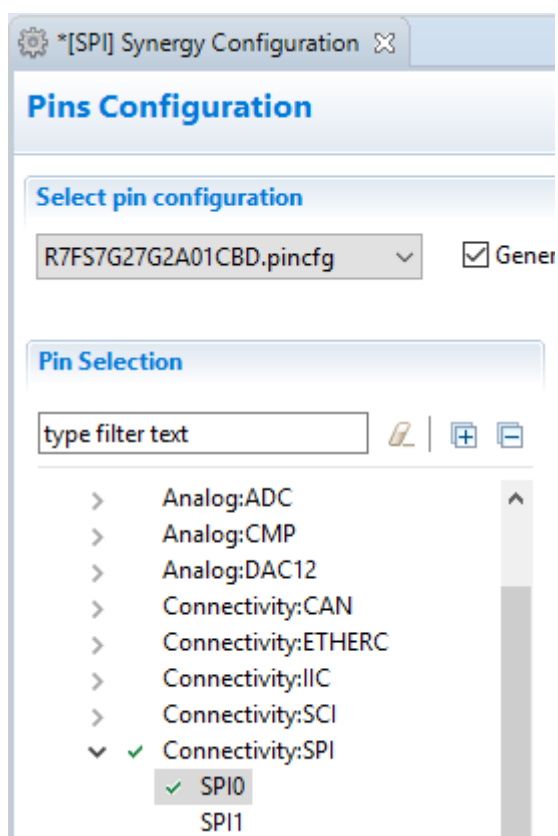 *[SPI] Synergy Configuration
Pins Configuration
Select pin configuration
R7FS7G27G2A01CBD.pincfg Gener
Pin Selection
type filter text
Analog:ADC
Analog:CMP
Analog:DAC12
Connectivity:CAN
Connectivity:ETHERC
Connectivity:IIC
Connectivity:SCI
Connectivity:SPI
SPI0
SPI1